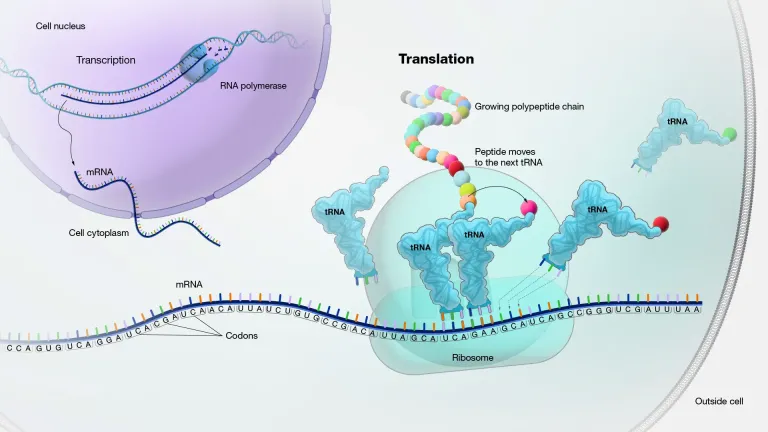 Cell nucleus
Transcription
RNA polymerase
mRNA
Cell cytoplasm
Translation
Growing polypeptide chain
Peptide moves
to the next tRNA
tRNA
tRNA
tRNA
tRNA
tRNA
mRNA
Codons
CCAGUGUCAGGAUCACGAUCAACAUUAUCUGUGCCGACAUUAGCAUCAGAAGCAUCAGCCGGGUCGAUUUAA
Ribosome
Outside cell